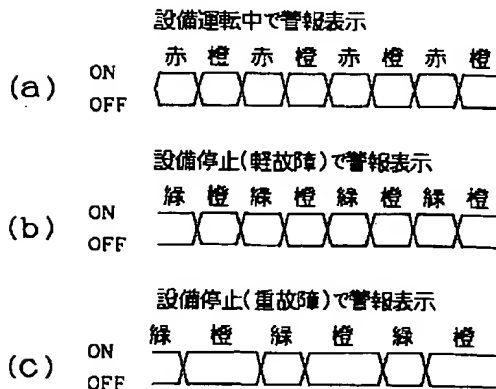 設備運転中で警報表示
赤 橙 赤 橙 赤 橙 赤 橙
(a) ON
OFF
設備停止(軽故障)で警報表示
緑 橙 緑 橙 緑 橙 緑 橙
(b) ON
OFF
設備停止(重故障)で警報表示
緑 橙 緑 橙 緑 橙
(c) ON
OFF